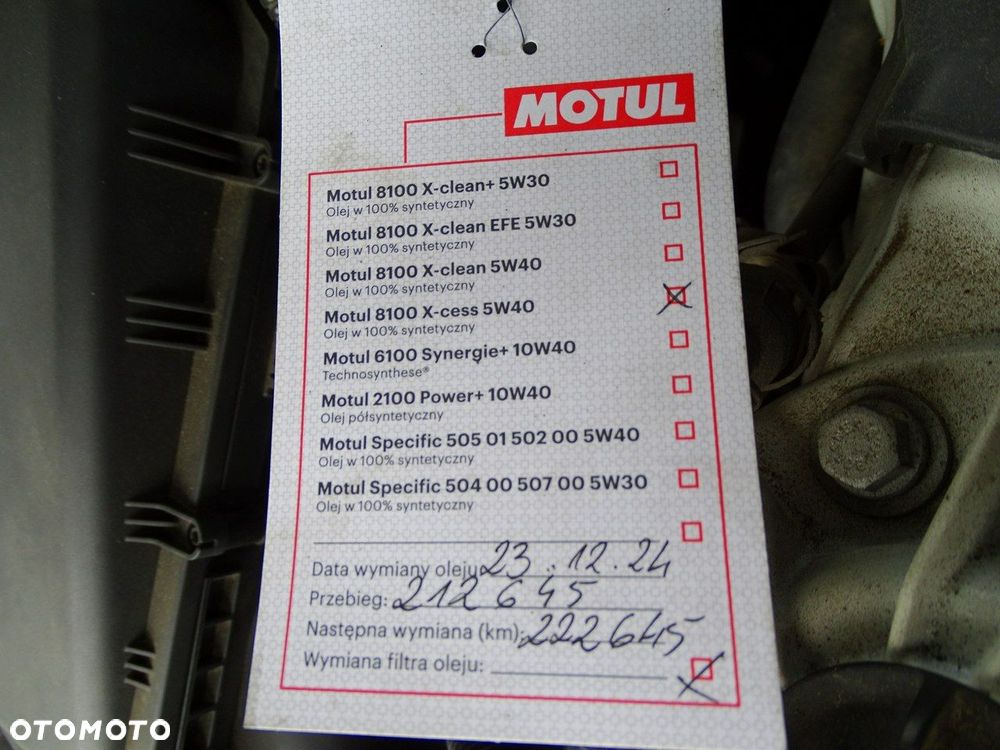 MOTUL
Motul 8100 X-clean+ 5W30
Olej w 100% syntetyczny
Motul 8100 X-clean EFE 5W30
Olej w 100% syntetyczny
Motul 8100 X-clean 5W40
Olej w 100% syntetyczny
Motul 8100 X-cess 5W40
Olej w 100% syntetyczny
Motul 6100 Synergie+ 10W40
Technosynthese®
Motul 2100 Power+ 10W40
Olej półsyntetyczny
Motul Specific 505 01 502 00 5W40
Olej w 100% syntetyczny
Motul Specific 504 00 507 00 5W30
Olej w 100% syntetyczny
Data wymiany oleju 23.12.24
Przebieg: 212645
Następna wymiana (km): 222645
Wymiana filtra oleju:
OTOMOTO